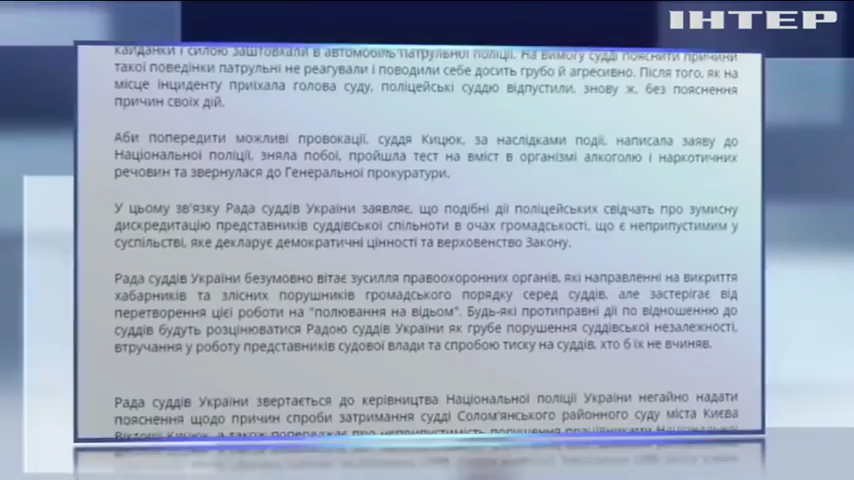 ІНТЕР
кайданки і силою заштовхали в автомобіль патрульної поліції. На вимогу судді пояснити причини
такої поведінки патрульні не реагували і поводили себе досить грубо й агресивно. Після того, як на
місце інциденту приїхала голова суду, поліцейські суддю відпустили, знову ж, без пояснення
причин своїх дій.
Аби попередити можливі провокації, суддя Кицюк, за наслідками події, написала заяву до
Національної поліції, зняла побої, пройшла тест на вміст в організмі алкоголю і наркотичних
речовин та звернулася до Генеральної прокуратури.
У цьому зв'язку Рада суддів України заявляє, що подібні дії поліцейських свідчать про зумисну
дискредитацію представників суддівської спільноти в очах громадськості, що є неприпустимим у
суспільстві, яке декларує демократичні цінності та верховенство Закону.
Рада суддів України безумовно вітає зусилля правоохоронних органів, які направленні на викриття
хабарників та злісних порушників громадського порядку серед суддів, але застерігає від
перетворення цієї роботи на "полювання на відьом". Будь-які протиправні дії по відношенню до
суддів будуть розцінюватися Радою суддів України як грубе порушення суддівської незалежності,
втручання у роботу представників судової влади та спробою тиску на суддів, хто б їх не вчиняв.
Рада суддів України звертається до керівництва Національної поліції України негайно надати
пояснення щодо причин спроби затримання судді Солом'янського районного суду міста Києва
Вікторії Кицюк, а також попереджає про неприпустимість порушення працівниками Національної